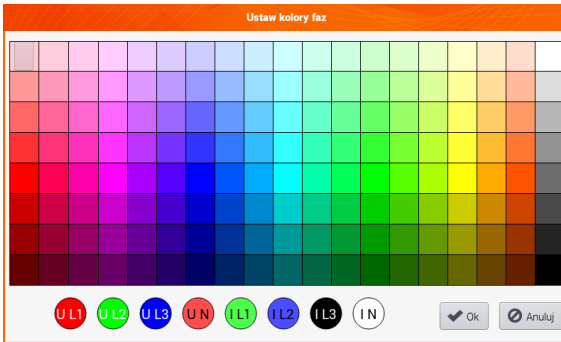 Ustaw kolory faz
U L1 U L2 U L3 U N I L1 I L2 I L3 I N Ok Anuluj